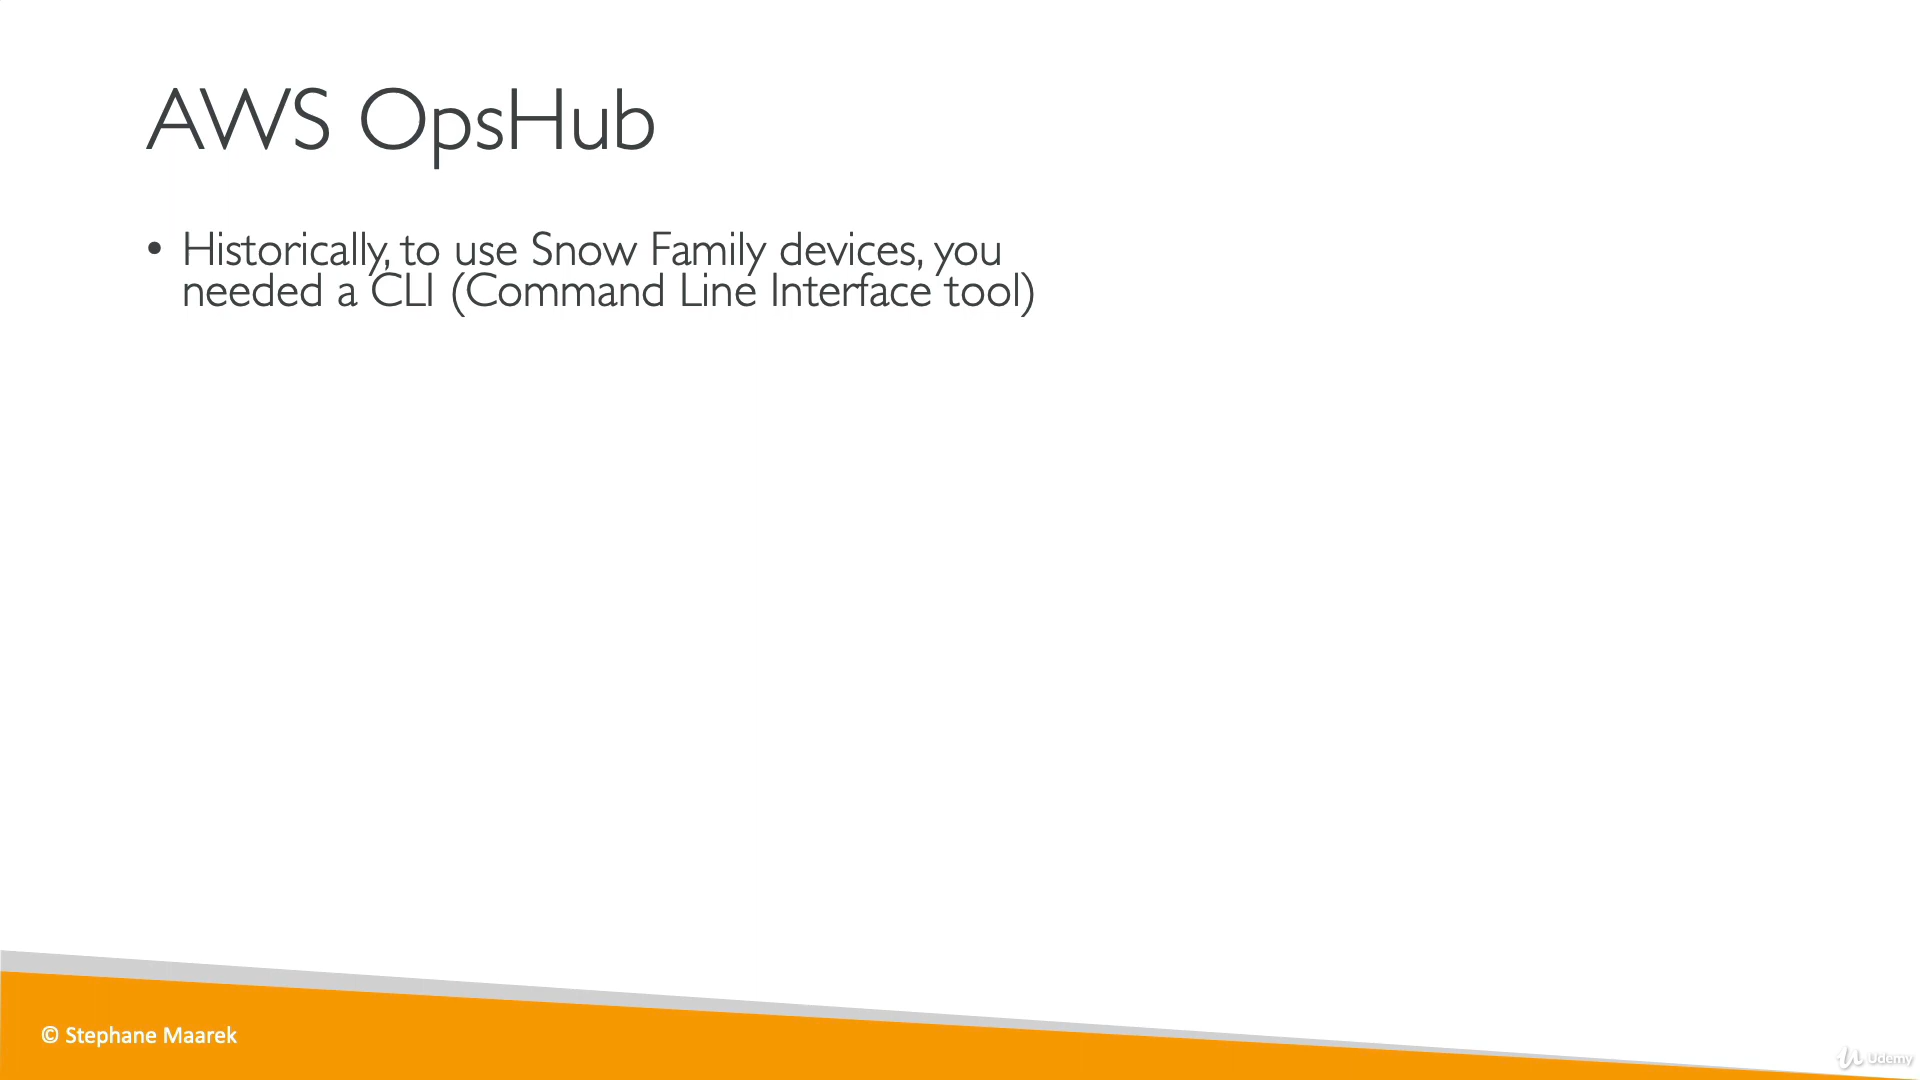 AWS OpsHub
• Historically, to use Snow Family devices, you
needed a CLI (Command Line Interface tool)
© Stephane Maarek
Udemy